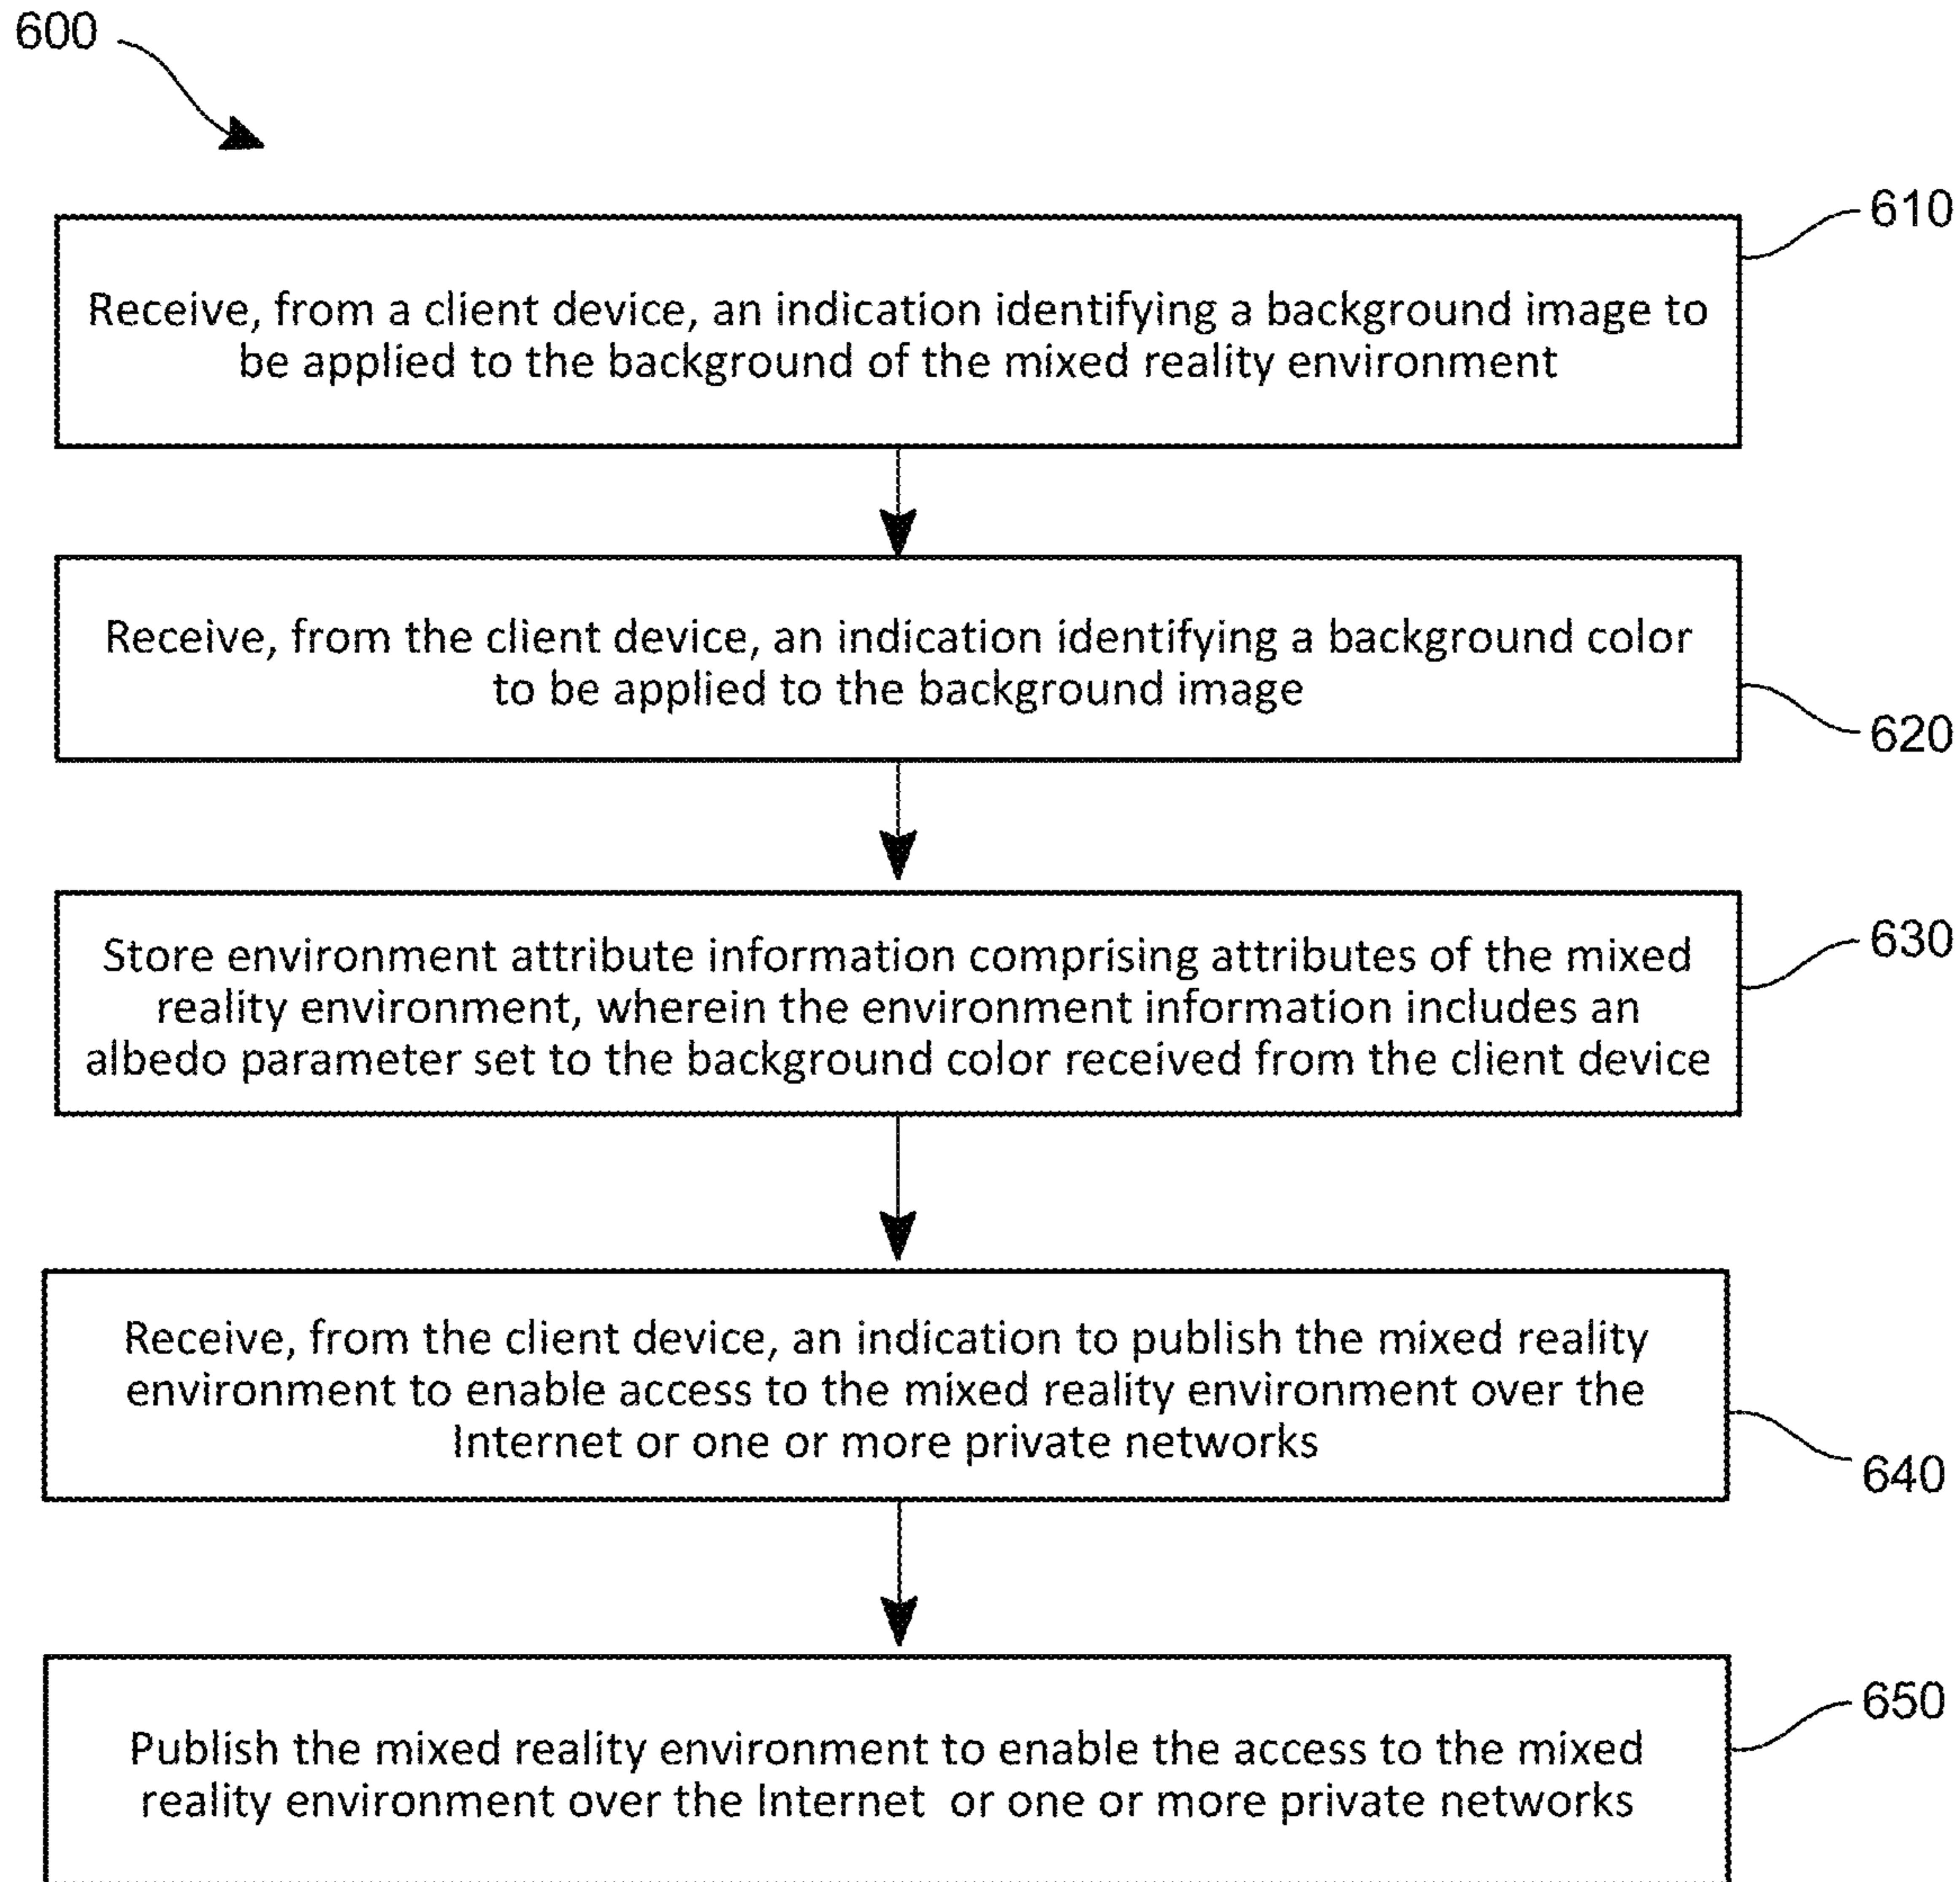 600
610
Receive, from a client device, an indication identifying a background image to
be applied to the background of the mixed reality environment
Receive, from the client device, an indication identifying a background color
to be applied to the background image
620
630
Store environment attribute information comprising attributes of the mixed
reality environment, wherein the environment information includes an
albedo parameter set to the background color received from the client device
Receive, from the client device, an indication to publish the mixed reality
environment to enable access to the mixed reality environment over the
Internet or one or more private networks
640
650
Publish the mixed reality environment to enable the access to the mixed
reality environment over the Internet or one or more private networks